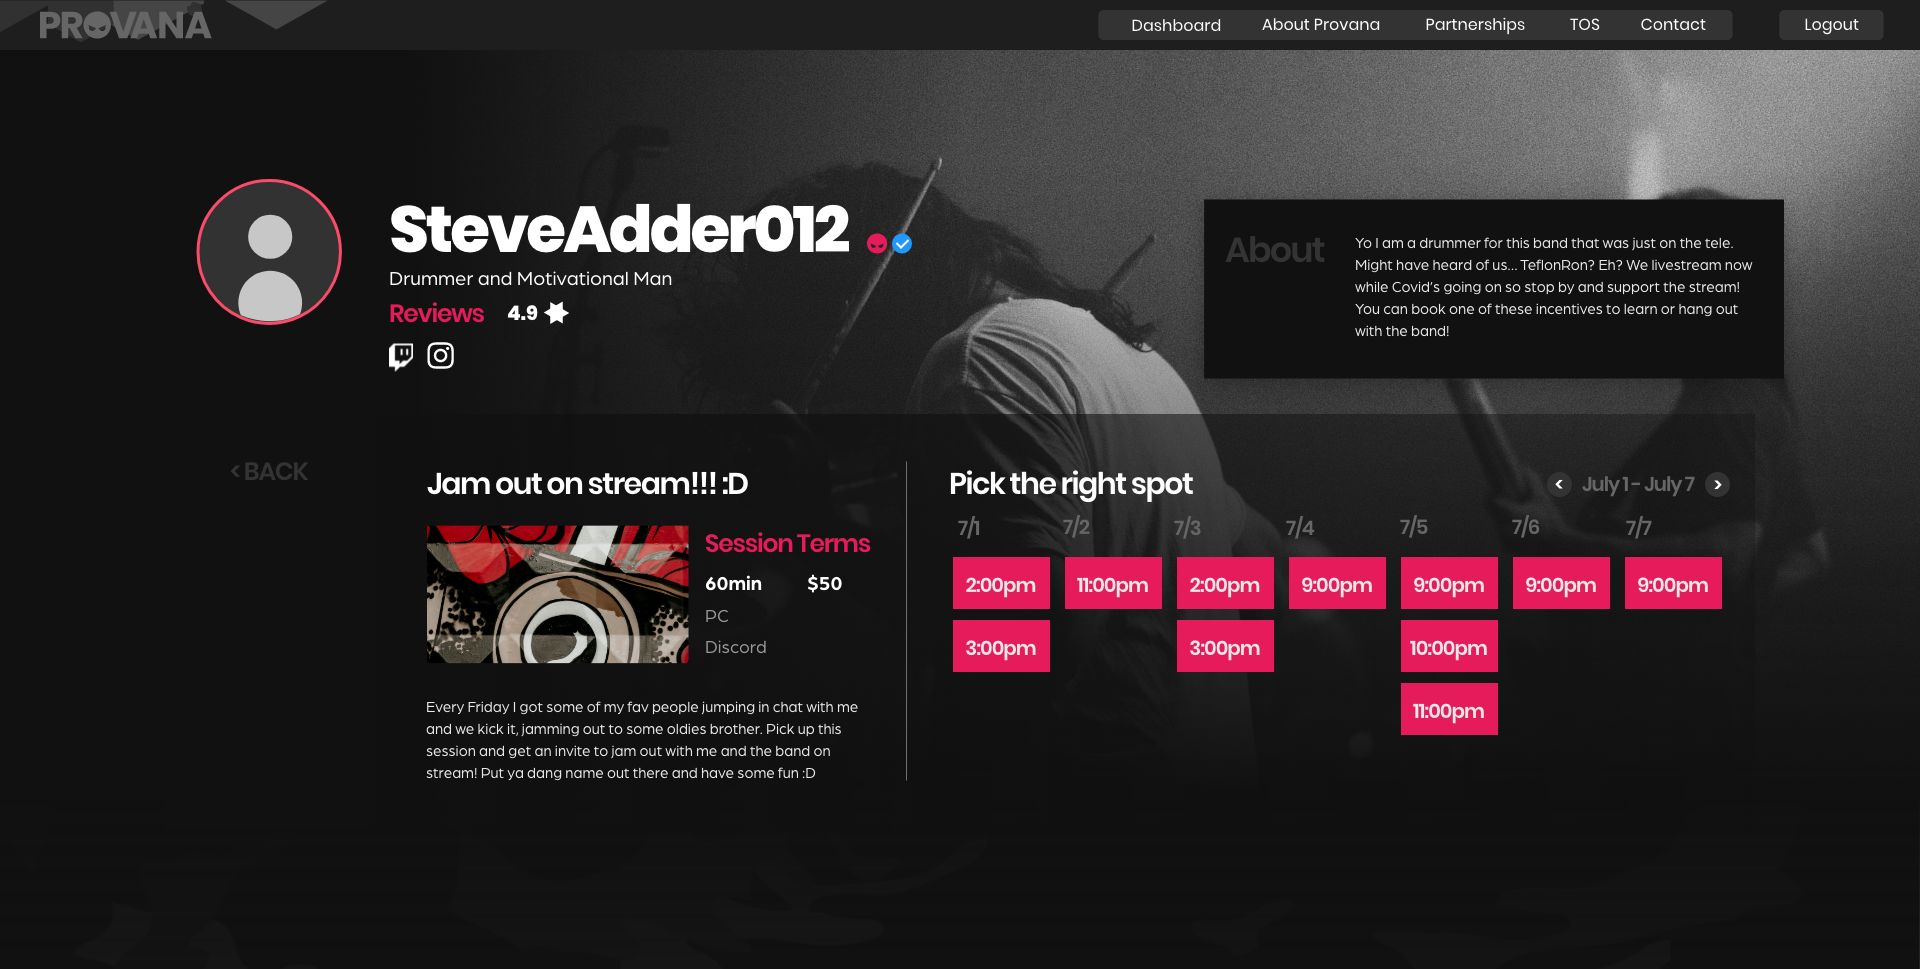 PROVANA
Dashboard About Provana Partnerships TOS Contact Logout
SteveAdder012
Drummer and Motivational Man
Reviews 4.9
About
Yo I am a drummer for this band that was just on the tele.
Might have heard of us... TeflonRon? Eh? We livestream now
while Covid's going on so stop by and support the stream!
You can book one of these incentives to learn or hang out
with the band!
< BACK
Jam out on stream!!! :D
Session Terms
60min $50
PC
Discord
Every Friday I got some of my fav people jumping in chat with me
and we kick it, jamming out to some oldies brother. Pick up this
session and get an invite to jam out with me and the band on
stream! Put ya dang name out there and have some fun :D
Pick the right spot
< July 1 - July 7 >
7/1 7/2 7/3 7/4 7/5 7/6 7/7
2:00pm 11:00pm 2:00pm 9:00pm 9:00pm 9:00pm 9:00pm
3:00pm 3:00pm 10:00pm
11:00pm